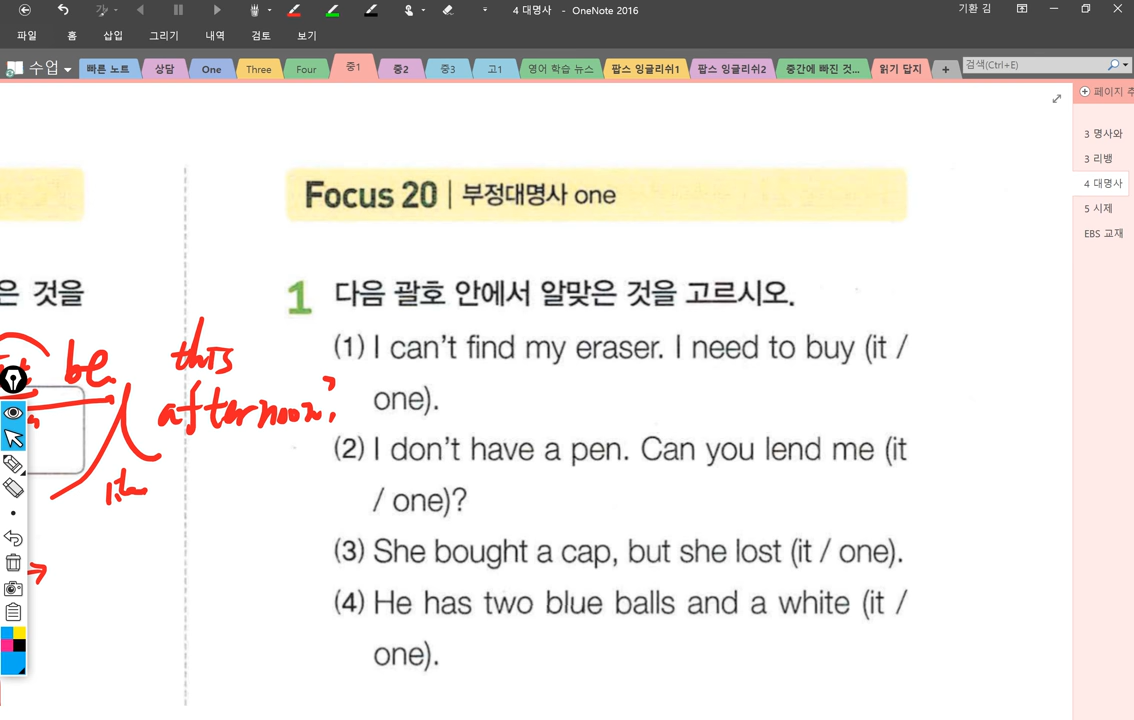 4 대명사 - OneNote 2016
기환 김
파일 홈 삽입 그리기 내역 검토 보기
수업 빠른 노트 상담 One Three Four 중1 중2 중3 고1 영어 학습 뉴스 팝스 잉글리쉬1 팝스 잉글리쉬2 중간에 빠진 것... 읽기 답지 + 검색(Ctrl+E)
페이지 추
3 명사와
3 리뱅
4 대명사
5 시제
EBS 교재
Focus 20 | 부정대명사 one
은 것을
1 다음 괄호 안에서 알맞은 것을 고르시오.
(1) I can't find my eraser. I need to buy (it /
one).
(2) I don't have a pen. Can you lend me (it
/ one)?
(3) She bought a cap, but she lost (it / one).
(4) He has two blue balls and a white (it /
one).
be this
afternoon?